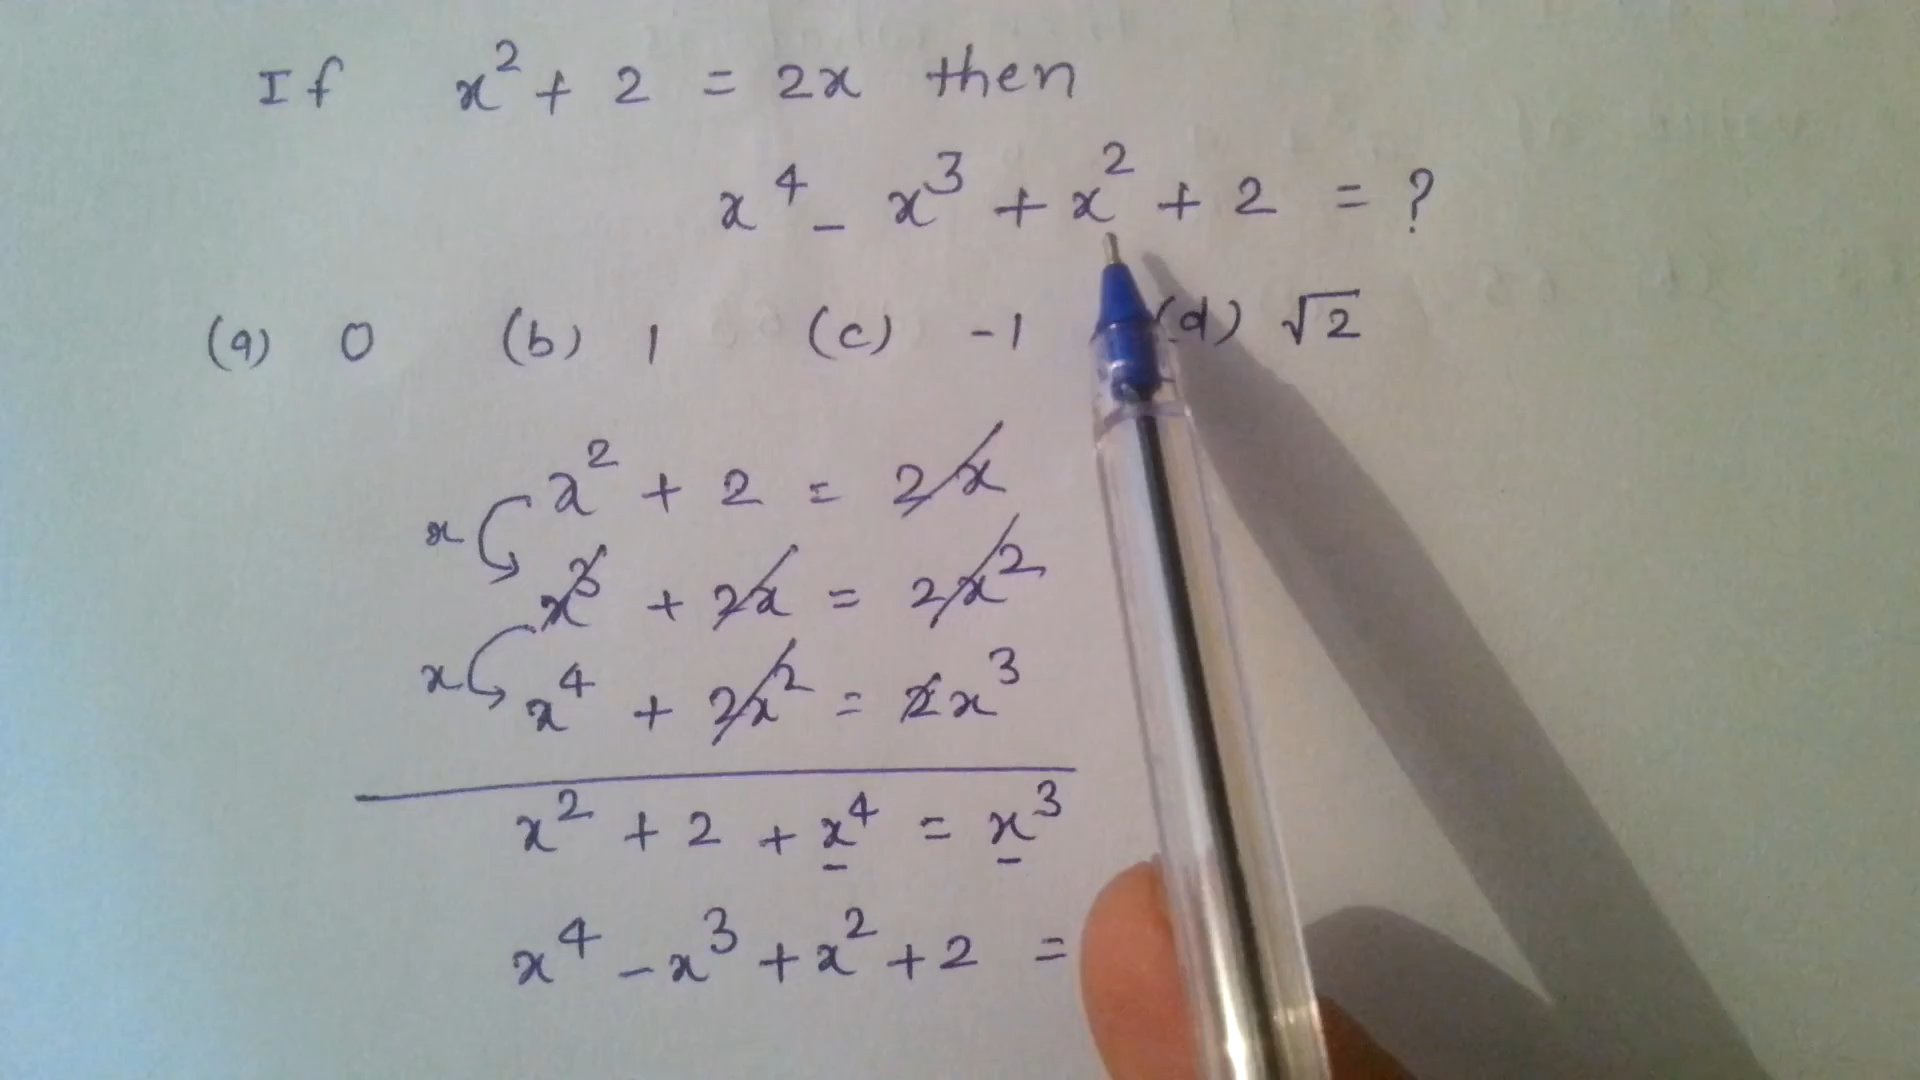 If x² + 2 = 2x then
x⁴ - x³ + x² + 2 = ?
(a) 0 (b) 1 (c) -1 (d) √2
x² + 2 = 2x
x x³ + 2x = 2x²
x x⁴ + 2x² = 2x³
x² + 2 + x⁴ = x³
x⁴ - x³ + x² + 2 =